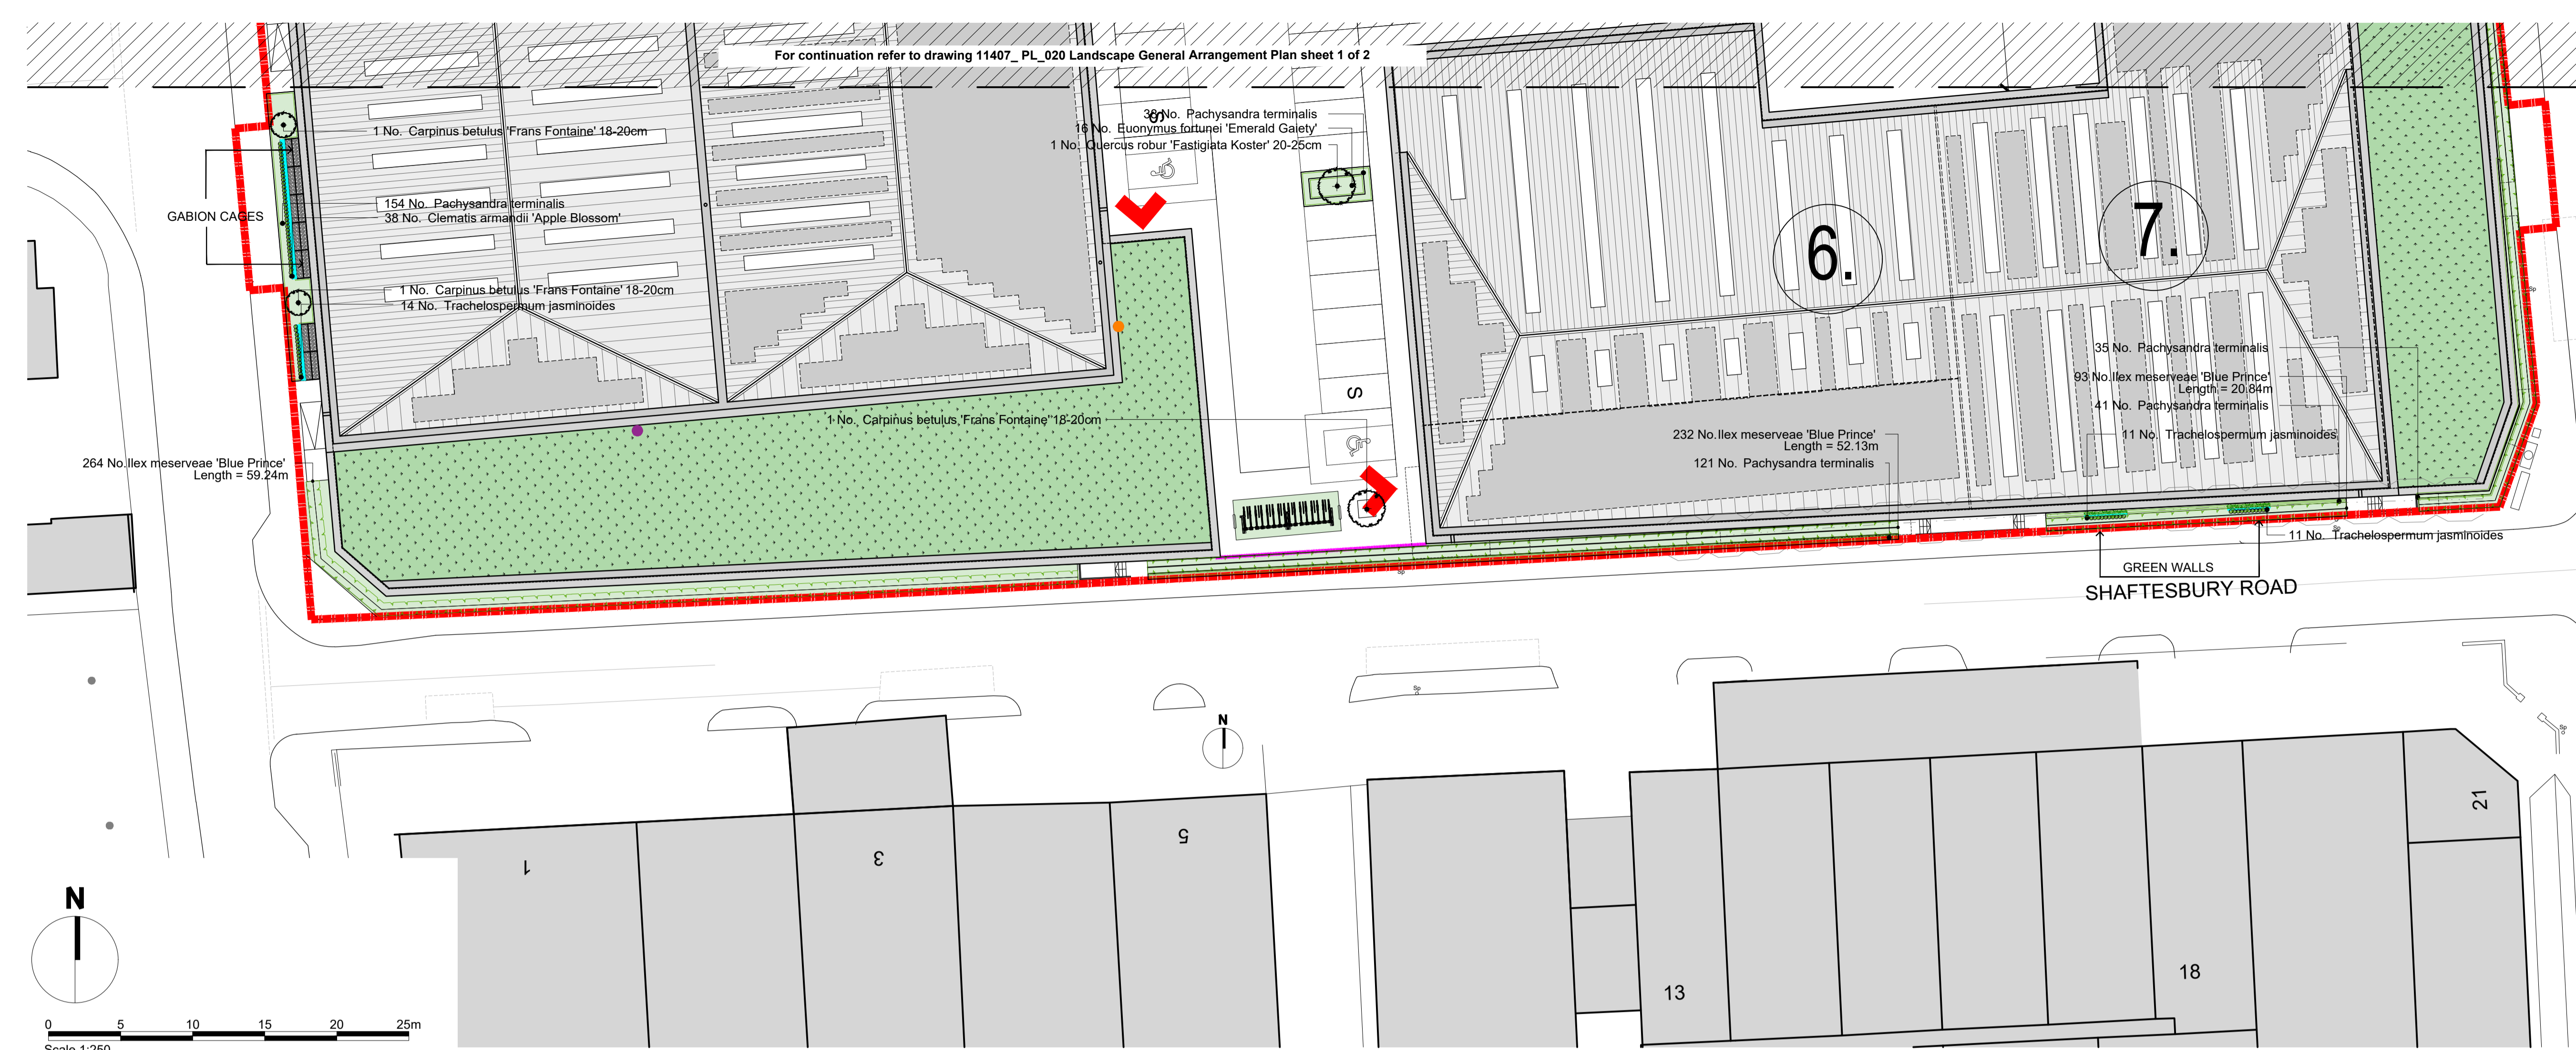 For continuation refer to drawing 11407_ PL_020 Landscape General Arrangement Plan sheet 1 of 2
1 No. Carpinus betulus 'Frans Fontaine' 18-20cm
GABION CAGES
154 No. Pachysandra terminalis
38 No. Clematis armandii 'Apple Blossom'
1 No. Carpinus betulus 'Frans Fontaine' 18-20cm
14 No. Trachelospermum jasminoides
264 No.Ilex meserveae 'Blue Prince'
Length = 59.24m
S
38 No. Pachysandra terminalis
16 No. Euonymus fortunei 'Emerald Gaiety'
1 No. Quercus robur 'Fastigiata Koster' 20-25cm
S
1 No. Carpinus betulus 'Frans Fontaine' 18-20cm
6.
7.
232 No.Ilex meserveae 'Blue Prince'
Length = 52.13m
121 No. Pachysandra terminalis
35 No. Pachysandra terminalis
93 No.Ilex meserveae 'Blue Prince'
Length = 20.84m
41 No. Pachysandra terminalis
11 No. Trachelospermum jasminoides
11 No. Trachelospermum jasminoides
GREEN WALLS
SHAFTESBURY ROAD
Sp
Sp
Sp
Sp
Sp
N
1
3
5
13
18
21
N
0 5 10 15 20 25m
Scale 1:250